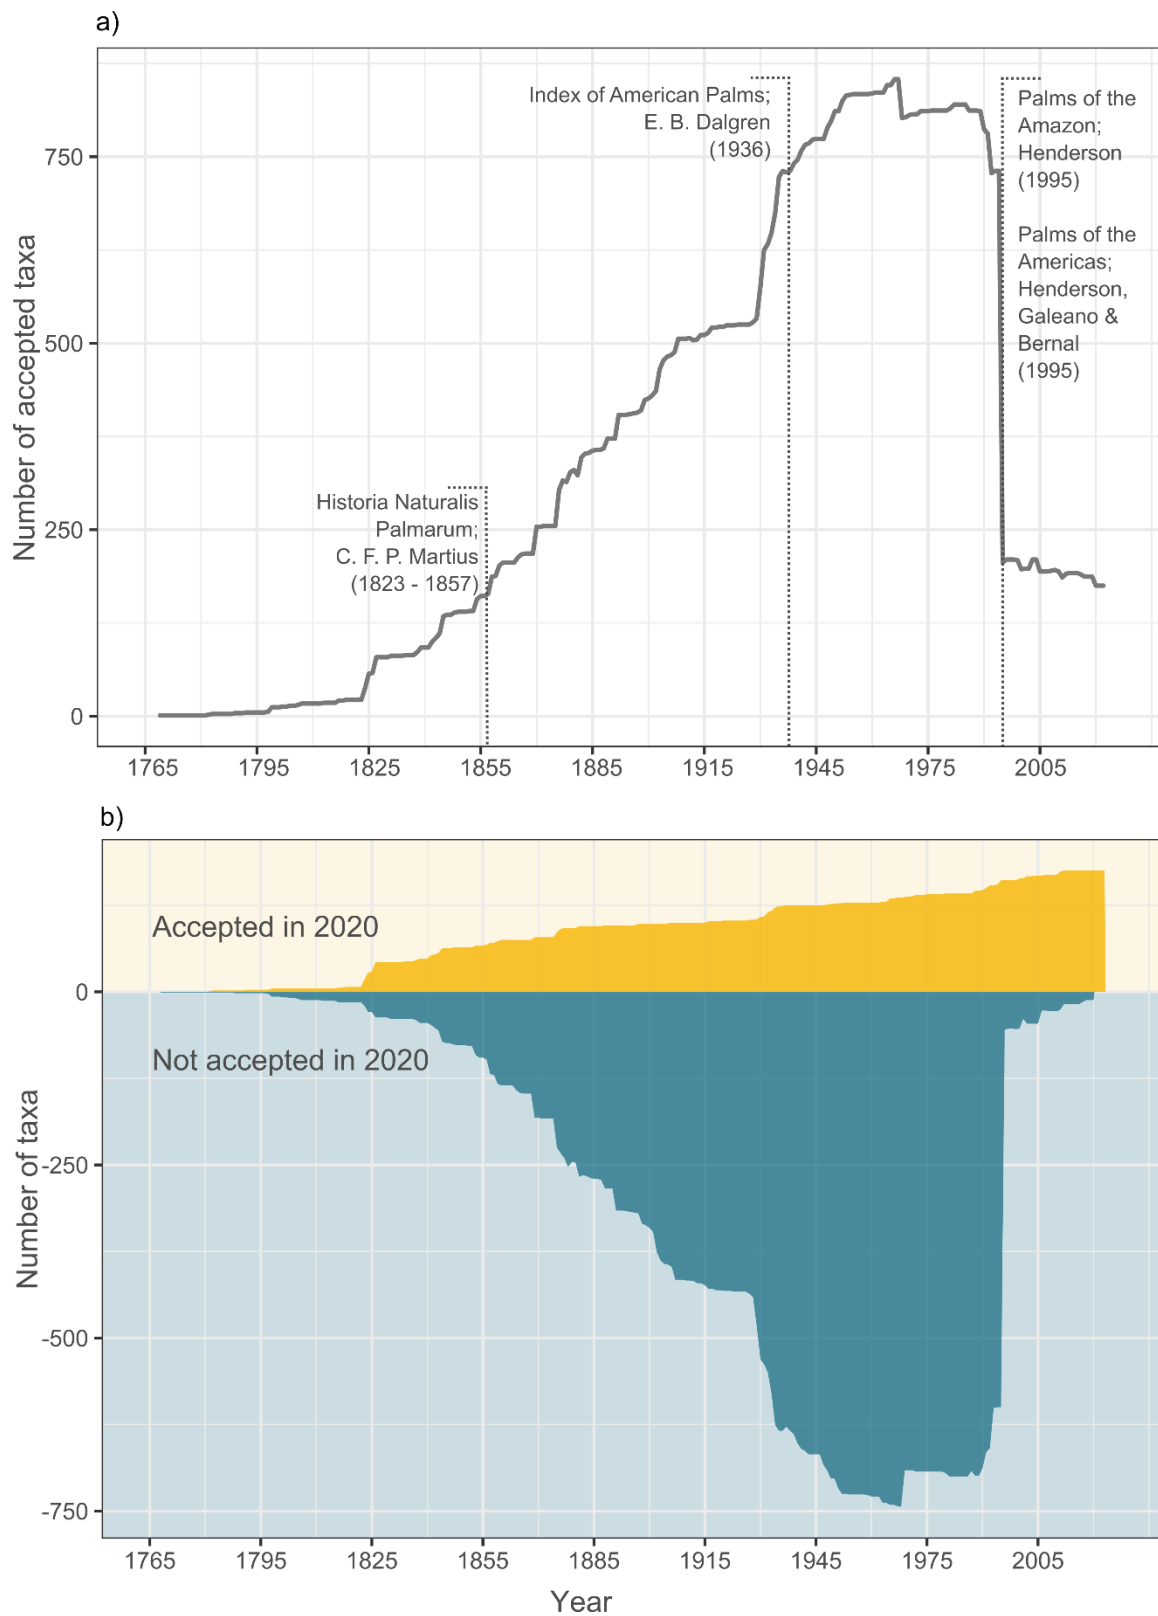 a)
Number of accepted taxa
750
500
250
0
Index of American Palms;
E. B. Dalgren
(1936)
Palms of the
Amazon;
Henderson
(1995)
Palms of the
Americas;
Henderson,
Galeano &
Bernal
(1995)
Historia Naturalis
Palmarum;
C. F. P. Martius
(1823 - 1857)
1765 1795 1825 1855 1885 1915 1945 1975 2005
b)
Number of taxa
Accepted in 2020
0
Not accepted in 2020
-250
-500
-750
1765 1795 1825 1855 1885 1915 1945 1975 2005
Year